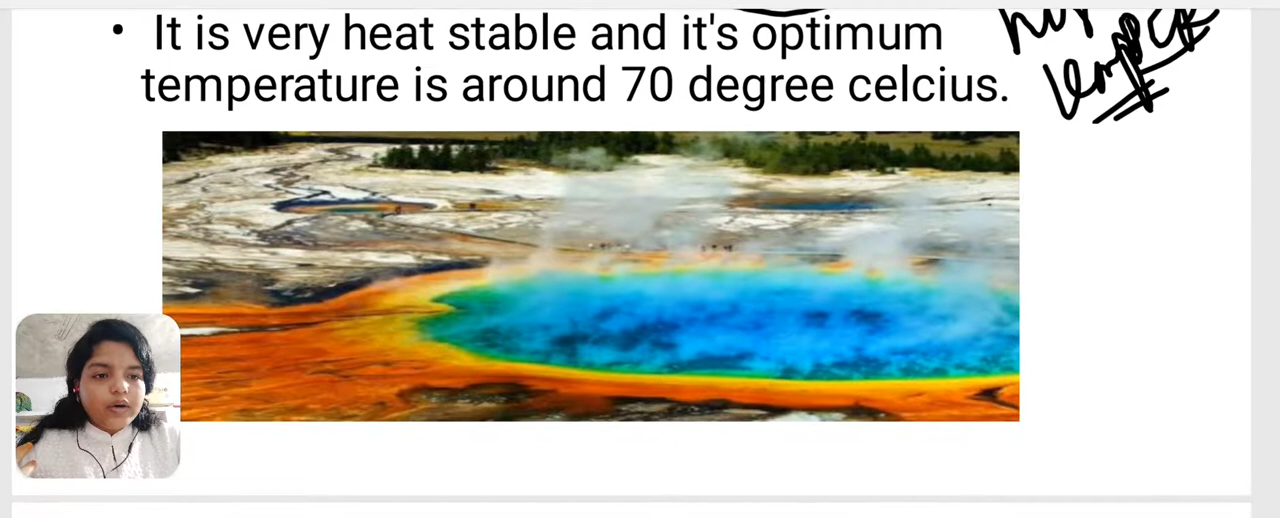 • It is very heat stable and it's optimum
temperature is around 70 degree celcius.